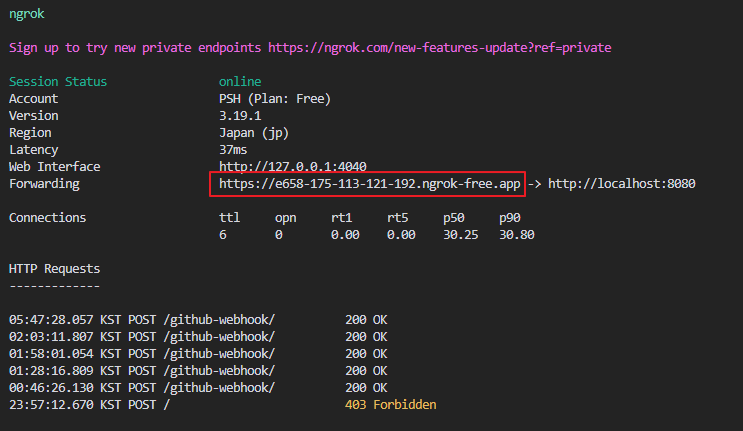 ngrok
Sign up to try new private endpoints https://ngrok.com/new-features-update?ref=private
Session Status online
Account PSH (Plan: Free)
Version 3.19.1
Region Japan (jp)
Latency 37ms
Web Interface http://127.0.0.1:4040
Forwarding https://e658-175-113-121-192.ngrok-free.app -> http://localhost:8080
Connections ttl opn rt1 rt5 p50 p90
6 0 0.00 0.00 30.25 30.80
HTTP Requests
-------------
05:47:28.057 KST POST /github-webhook/ 200 OK
02:03:11.807 KST POST /github-webhook/ 200 OK
01:58:01.054 KST POST /github-webhook/ 200 OK
01:28:16.809 KST POST /github-webhook/ 200 OK
00:46:26.130 KST POST /github-webhook/ 200 OK
23:57:12.670 KST POST / 403 Forbidden